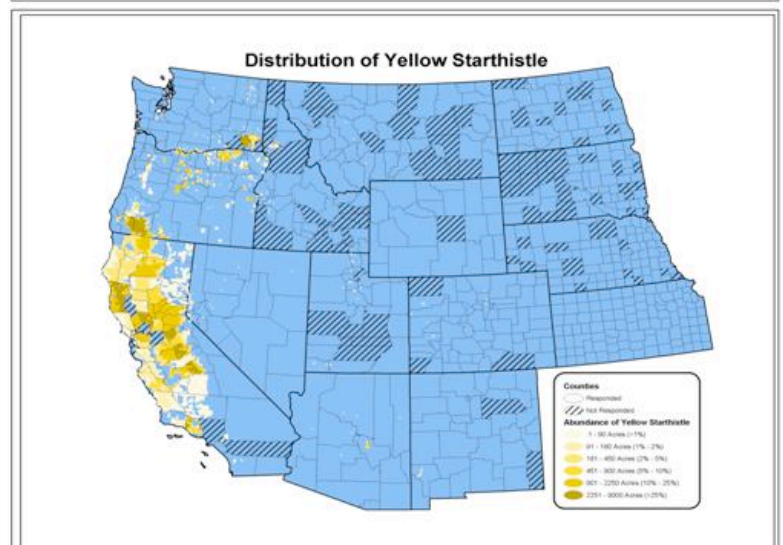 Distribution of Yellow Starthistle
Counties
Responded
Not Responded
Abundance of Yellow Starthistle
.1 - 90 Acres (<1%)
91 - 180 Acres (1% - 2%)
181 - 450 Acres (2% - 5%)
451 - 900 Acres (5% - 10%)
901 - 2250 Acres (10% - 25%)
2251 - 9000 Acres (>25%)